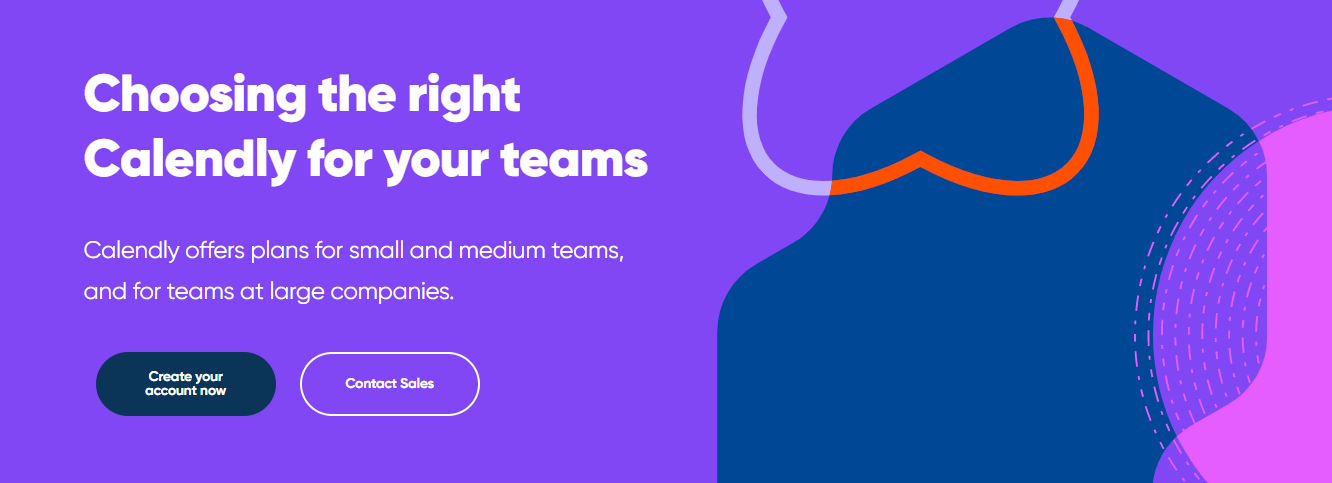 Choosing the right
Calendly for your teams
Calendly offers plans for small and medium teams,
and for teams at large companies.
Create your
account now
Contact Sales